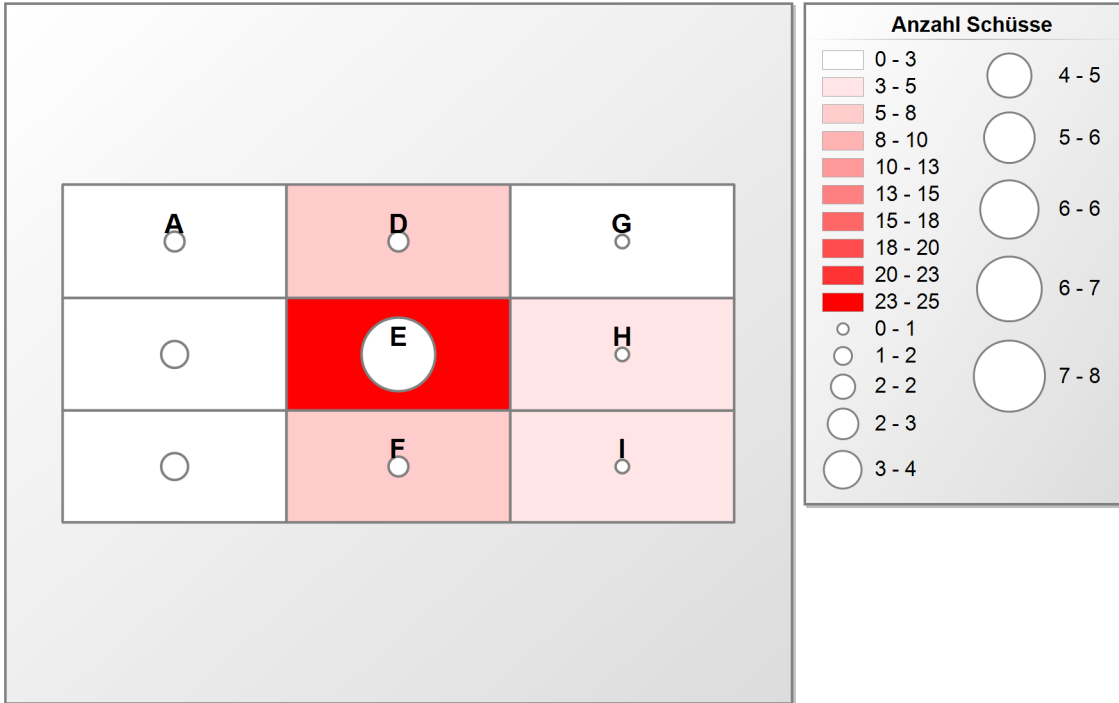 A D G
E H
F I
Anzahl Schüsse
0 - 3
3 - 5
5 - 8
8 - 10
10 - 13
13 - 15
15 - 18
18 - 20
20 - 23
23 - 25
0 - 1
1 - 2
2 - 2
2 - 3
3 - 4
4 - 5
5 - 6
6 - 6
6 - 7
7 - 8